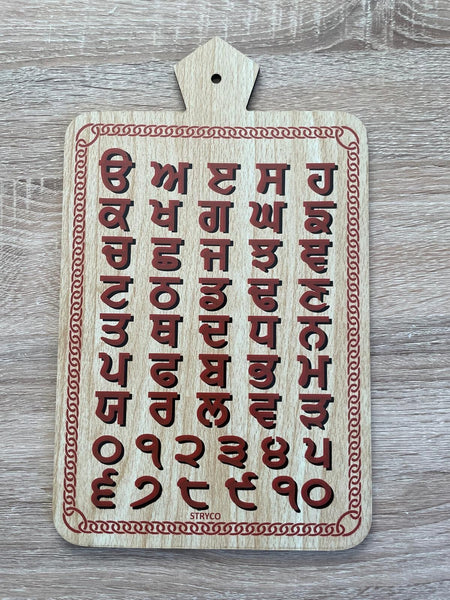 ੳ ਅ ੲ ਸ ਹ
ਕ ਖ ਗ ਘ ਙ
ਚ ਛ ਜ ਝ ਞ
ਟ ਠ ਡ ਢ ਣ
ਤ ਥ ਦ ਧ ਨ
ਪ ਫ ਬ ਭ ਮ
ਯ ਰ ਲ ਵ ੜ
੦ ੧ ੨ ੩ ੪ ੫
੬ ੭ ੮ ੯ ੧੦
STRYCO